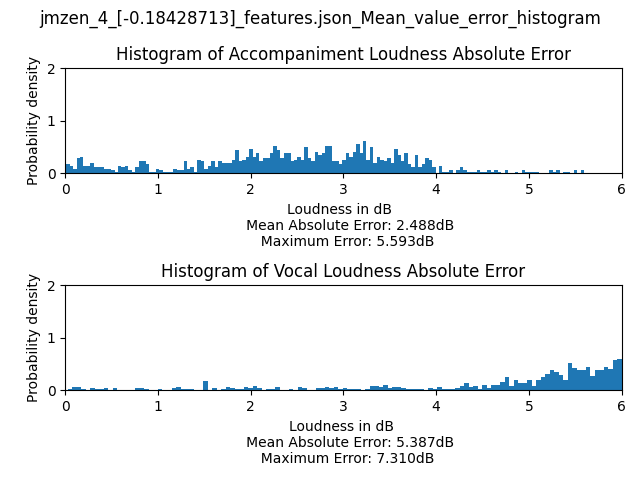 jmzen_4_[-0.18428713]_features.json_Mean_value_error_histogram
Histogram of Accompaniment Loudness Absolute Error
Probability density
2
1
0
0 1 2 3 4 5 6
Loudness in dB
Mean Absolute Error: 2.488dB
Maximum Error: 5.593dB
Histogram of Vocal Loudness Absolute Error
Probability density
2
1
0
0 1 2 3 4 5 6
Loudness in dB
Mean Absolute Error: 5.387dB
Maximum Error: 7.310dB